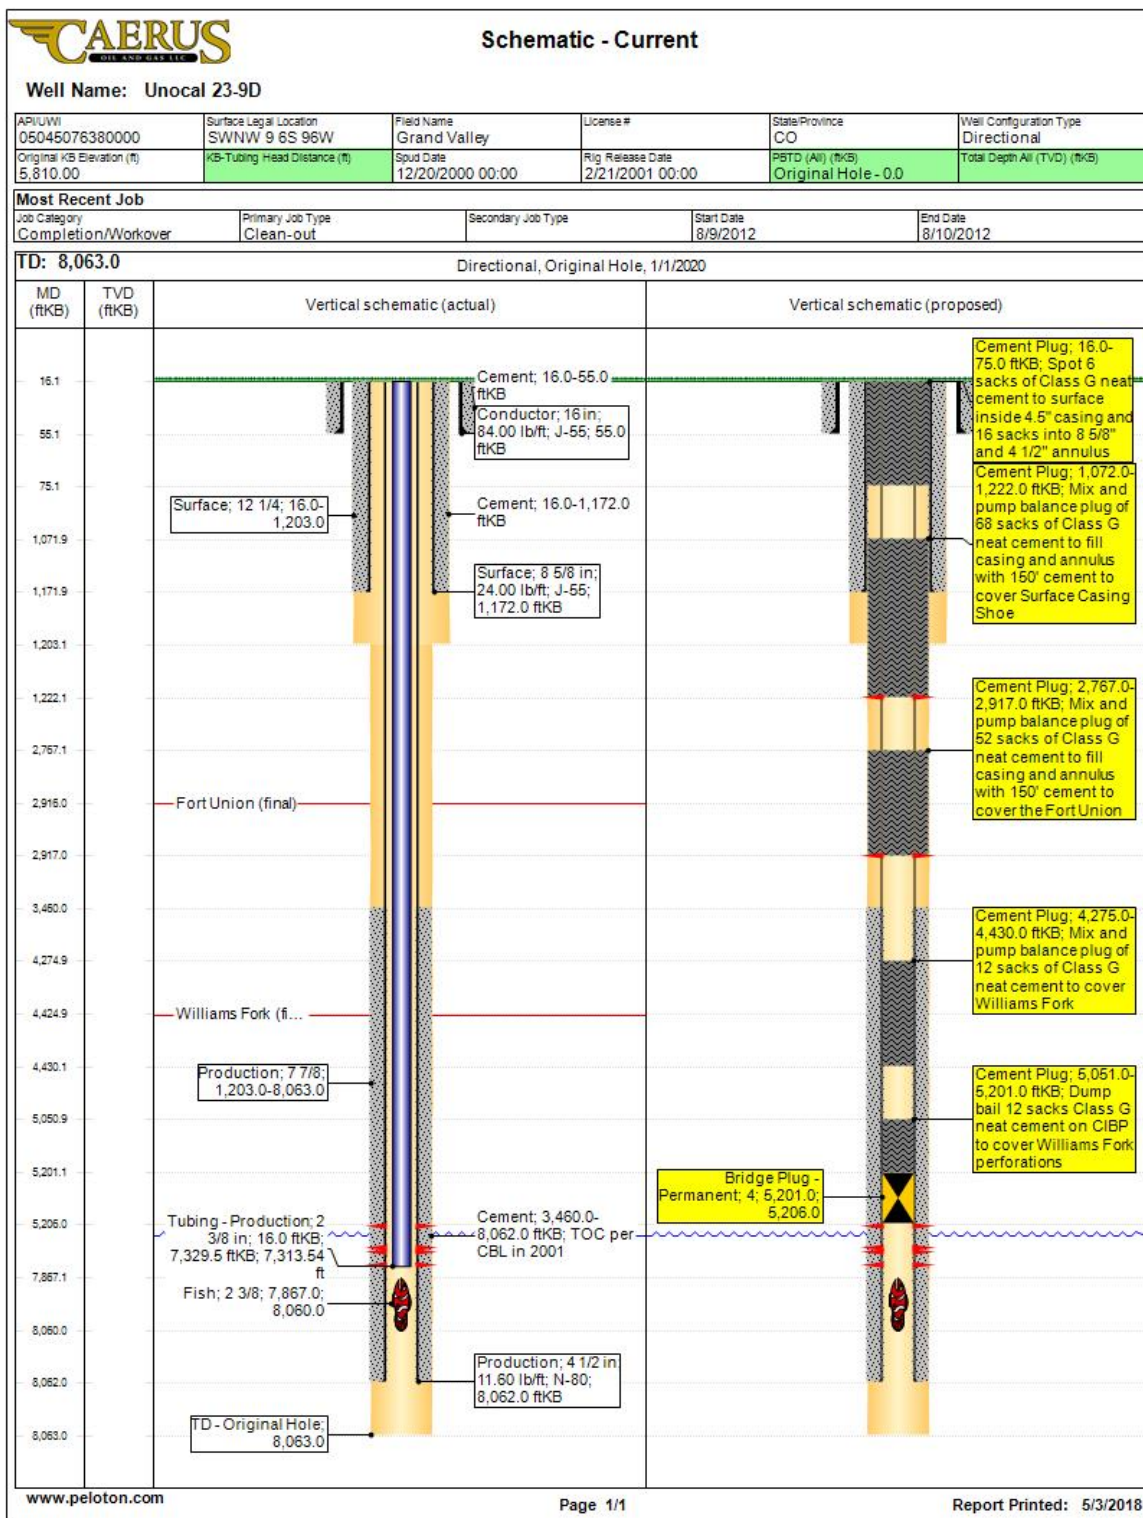 CAERUS
OIL AND GAS LLC
Schematic - Current
Well Name: Unocal 23-9D
API/UWI
05045076380000
Surface Legal Location
SWNW 9 6S 96W
Field Name
Grand Valley
License #
State/Province
CO
Well Configuration Type
Directional
Original KB Elevation (ft)
5,810.00
KB-Tubing Head Distance (ft)
Spud Date
12/20/2000 00:00
Rig Release Date
2/21/2001 00:00
PBTD (All) (ftKB)
Original Hole - 0.0
Total Depth All (TVD) (ftKB)
Most Recent Job
Job Category
Completion/Workover
Primary Job Type
Clean-out
Secondary Job Type
Start Date
8/9/2012
End Date
8/10/2012
TD: 8,063.0
Directional, Original Hole, 1/1/2020
MD
(ftKB)
TVD
(ftKB)
Vertical schematic (actual)
Vertical schematic (proposed)
16.1
55.1
75.1
1,071.9
1,171.9
1,203.1
1,222.1
2,767.1
2,916.0
2,917.0
3,460.0
4,274.9
4,424.9
4,430.1
5,050.9
5,201.1
5,206.0
7,867.1
8,060.0
8,062.0
8,063.0
Cement; 16.0-55.0
ftKB
Conductor; 16 in;
84.00 lb/ft; J-55; 55.0
ftKB
Surface; 12 1/4; 16.0-
1,203.0
Cement; 16.0-1,172.0
ftKB
Surface; 8 5/8 in;
24.00 lb/ft; J-55;
1,172.0 ftKB
Fort Union (final)
Williams Fork (fi...
Production; 7 7/8;
1,203.0-8,063.0
Tubing - Production; 2
3/8 in; 16.0 ftKB;
7,329.5 ftKB; 7,313.54
ft
Cement; 3,460.0-
8,062.0 ftKB; TOC per
CBL in 2001
Fish; 2 3/8; 7,867.0;
8,060.0
Production; 4 1/2 in;
11.60 lb/ft; N-80;
8,062.0 ftKB
TD - Original Hole;
8,063.0
Cement Plug; 16.0-
75.0 ftKB; Spot 6
sacks of Class G neat
cement to surface
inside 4.5" casing and
16 sacks into 8 5/8"
and 4 1/2" annulus
Cement Plug; 1,072.0-
1,222.0 ftKB; Mix and
pump balance plug of
68 sacks of Class G
neat cement to fill
casing and annulus
with 150' cement to
cover Surface Casing
Shoe
Cement Plug; 2,767.0-
2,917.0 ftKB; Mix and
pump balance plug of
52 sacks of Class G
neat cement to fill
casing and annulus
with 150' cement to
cover the Fort Union
Cement Plug; 4,275.0-
4,430.0 ftKB; Mix and
pump balance plug of
12 sacks of Class G
neat cement to cover
Williams Fork
Cement Plug; 5,051.0-
5,201.0 ftKB; Dump
bail 12 sacks Class G
neat cement on CIBP
to cover Williams Fork
perforations
Bridge Plug -
Permanent; 4; 5,201.0;
5,206.0
www.peloton.com
Page 1/1
Report Printed: 5/3/2018